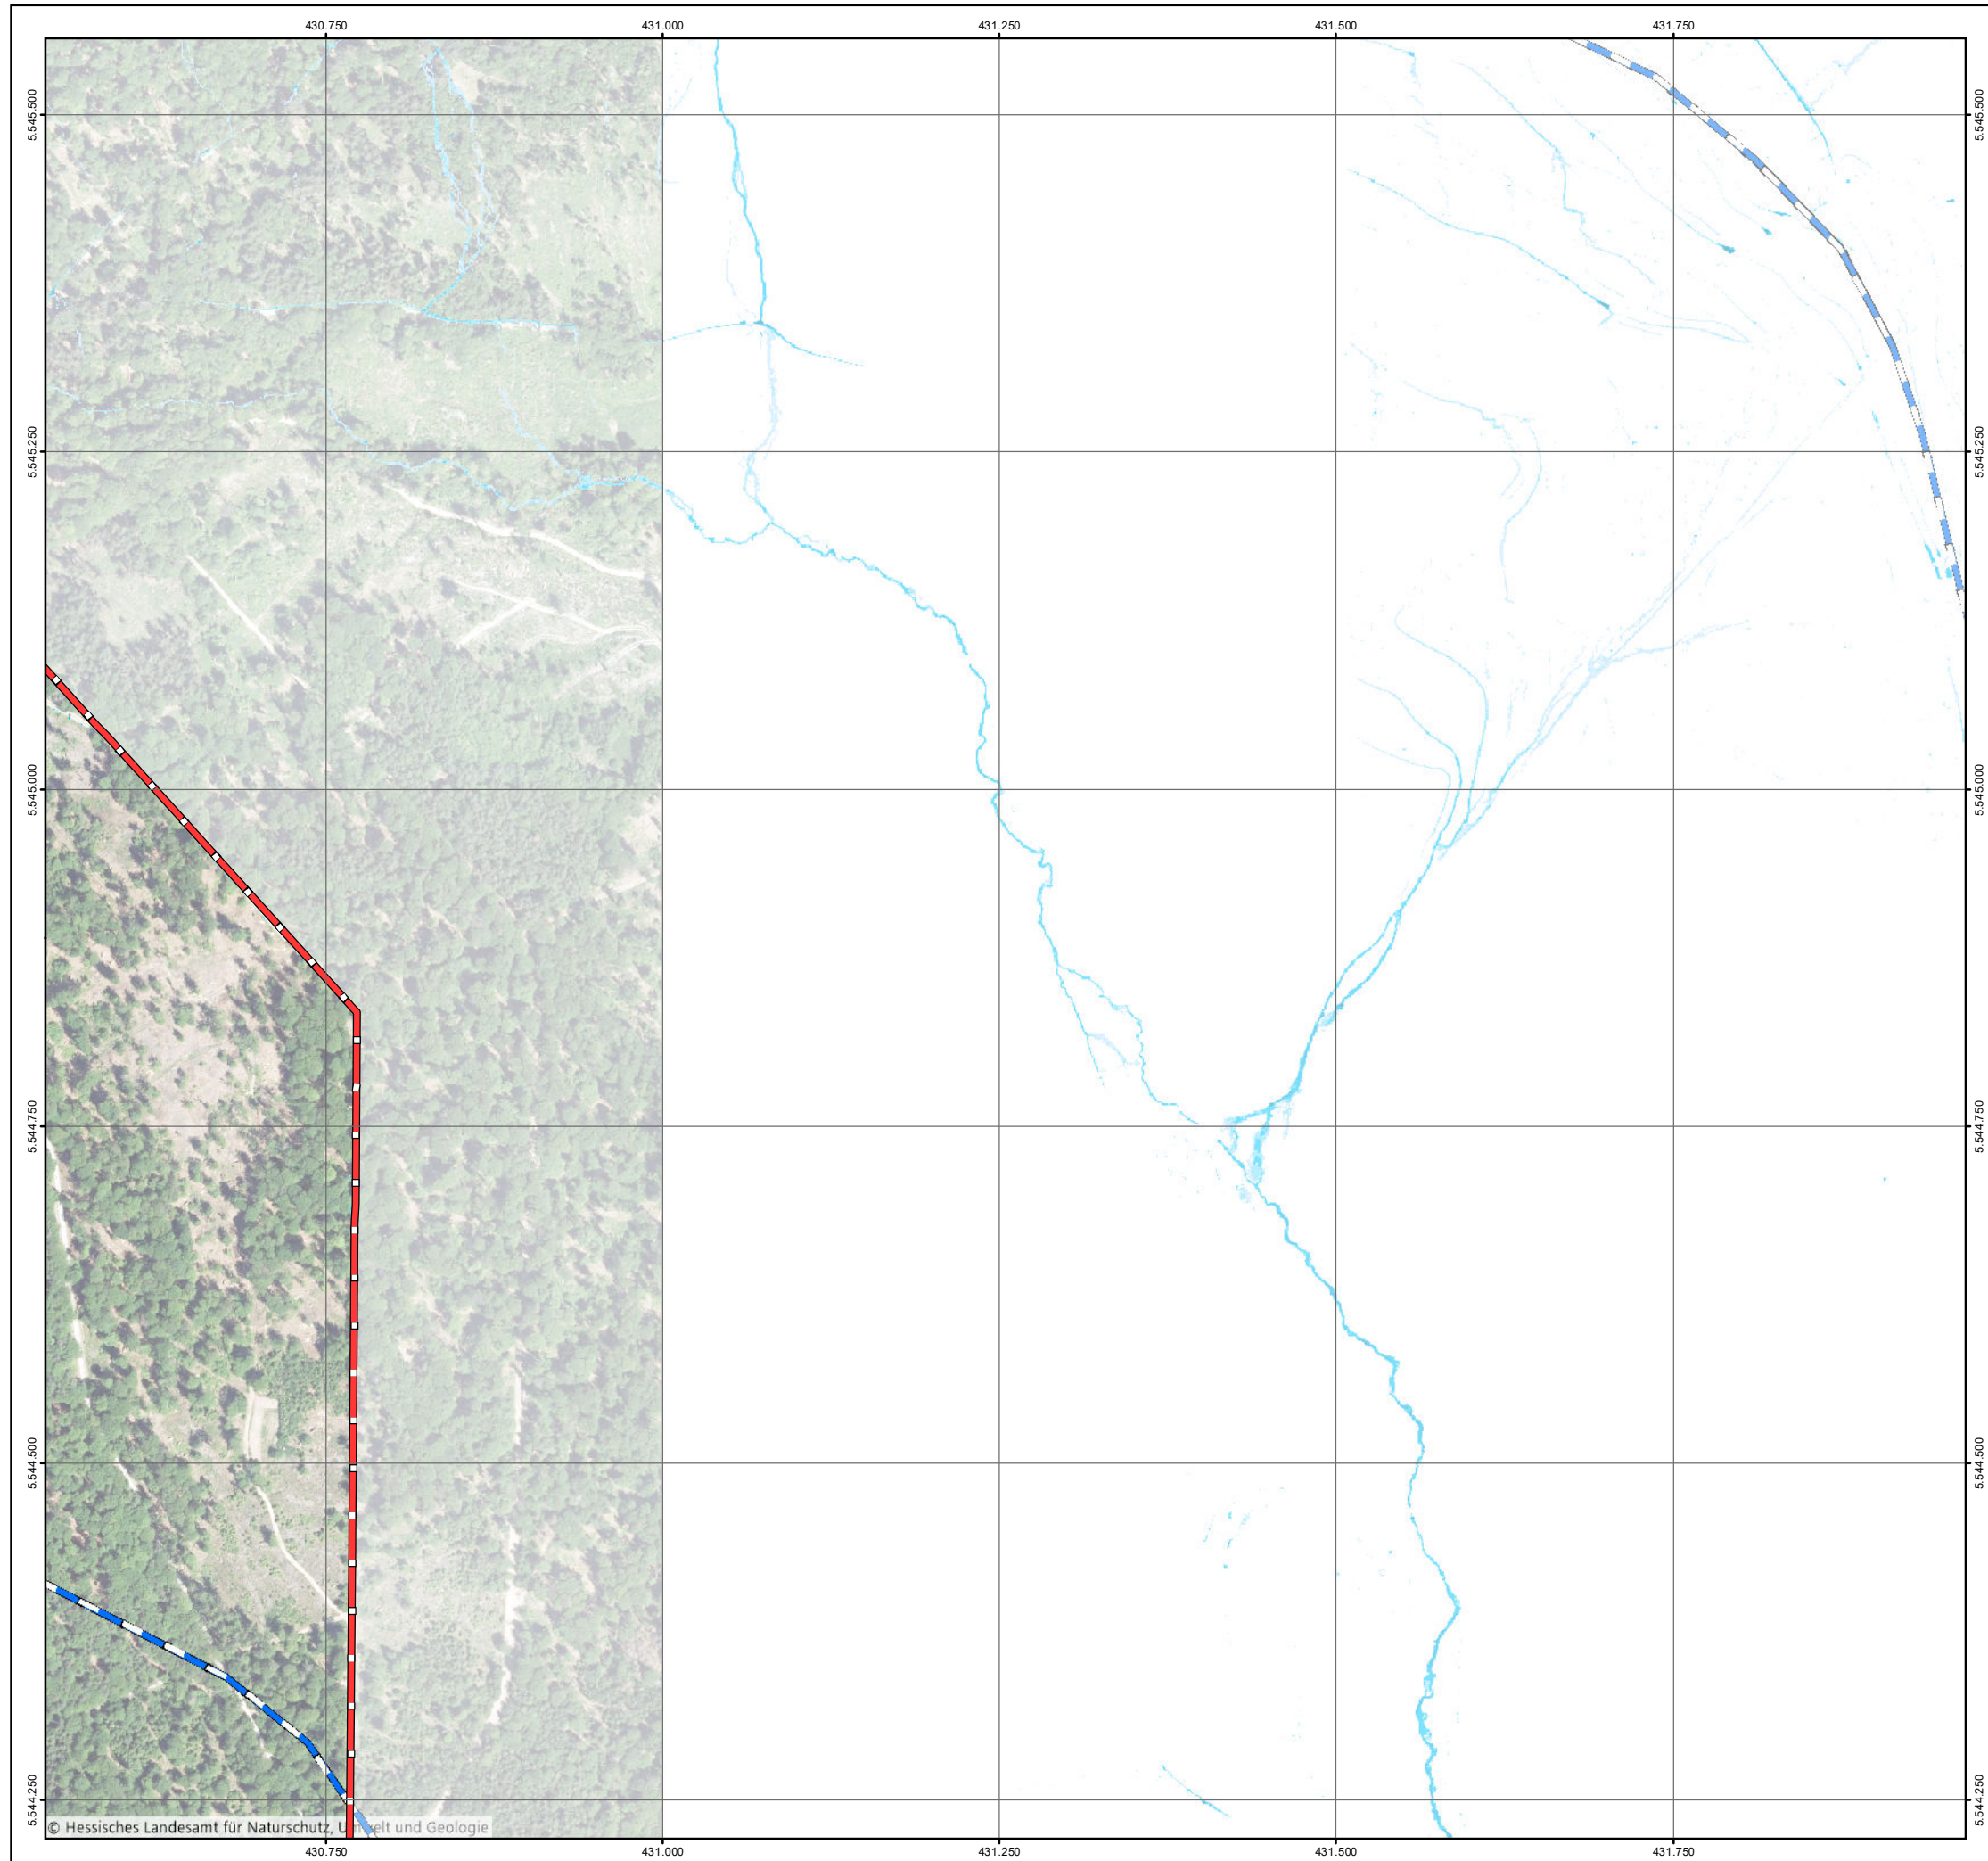 430.750 431.000 431.250 431.500 431.750
5.545.500 5.545.500
5.545.250 5.545.250
5.545.000 5.545.000
5.544.750 5.544.750
5.544.500 5.544.500
5.544.250 5.544.250
© Hessisches Landesamt für Naturschutz, Umwelt und Geologie
430.750 431.000 431.250 431.500 431.750